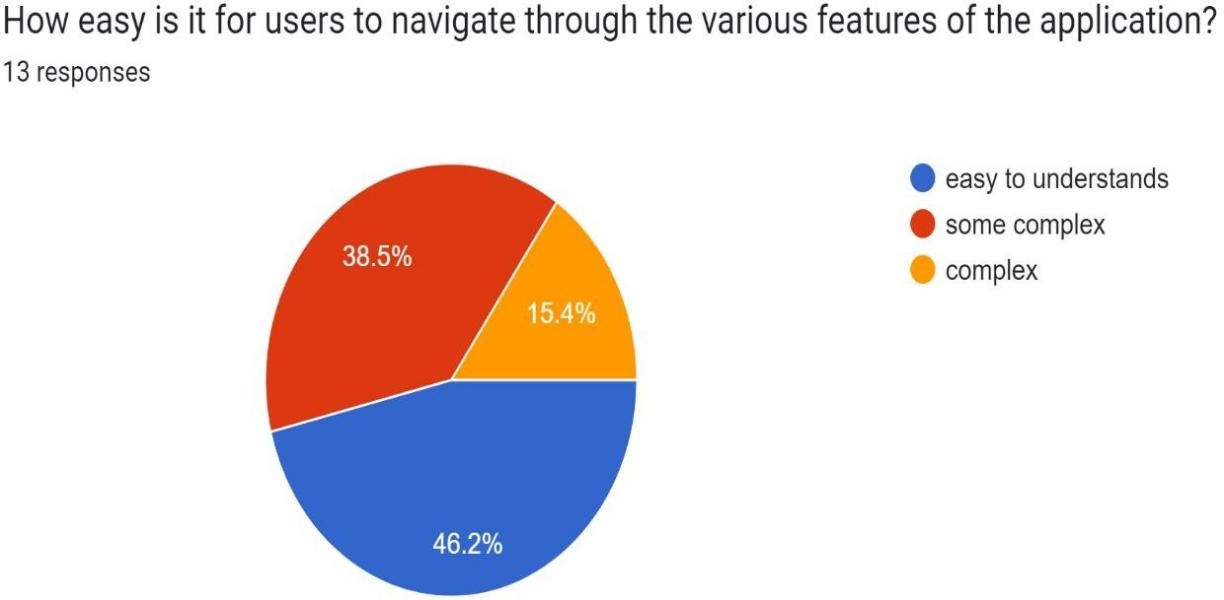 How easy is it for users to navigate through the various features of the application?
13 responses
easy to understands
some complex
complex
38.5%
15.4%
46.2%